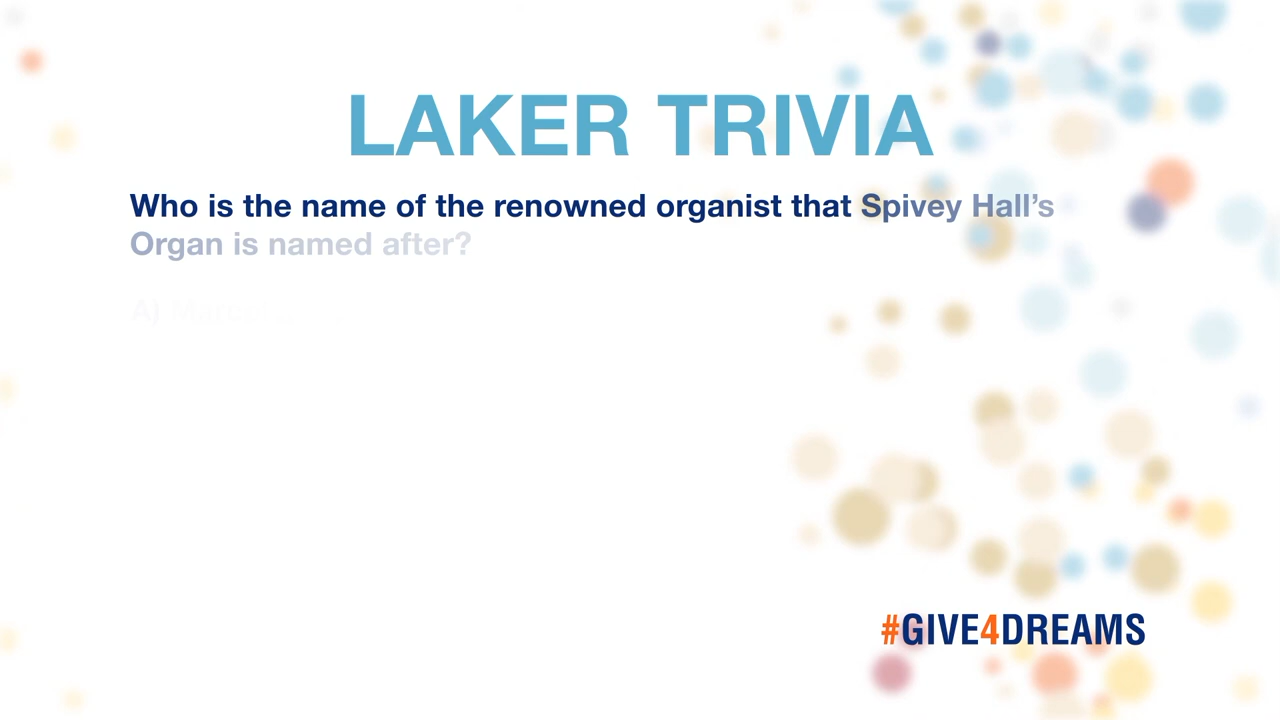 LAKER TRIVIA
Who is the name of the renowned organist that Spivey Hall’s
Organ is named after?
A)
#GIVE4DREAMS